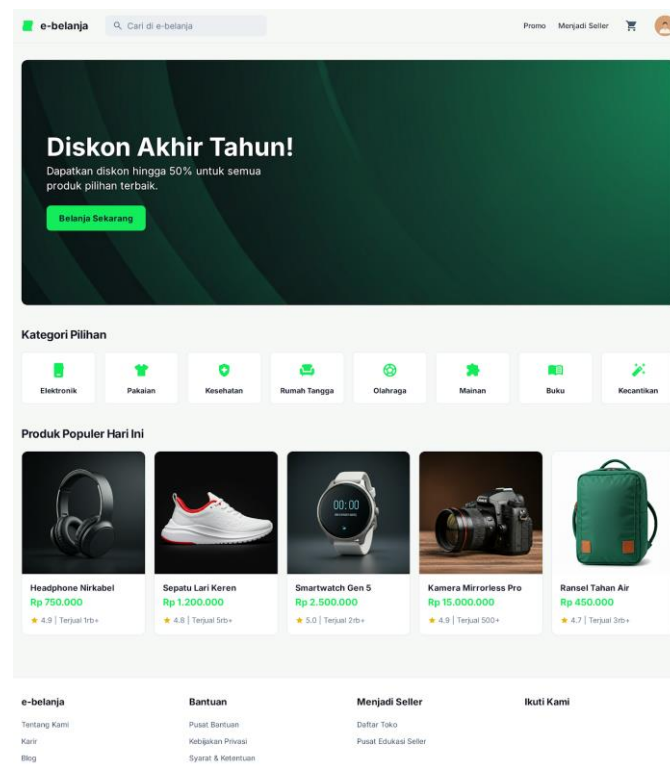 e-belanja
Cari di e-belanja
Promo
Menjadi Seller
Diskon Akhir Tahun!
Dapatkan diskon hingga 50% untuk semua
produk pilihan terbaik.
Belanja Sekarang
Kategori Pilihan
Elektronik
Pakaian
Kesehatan
Rumah Tangga
Olahraga
Mainan
Buku
Kecantikan
Produk Populer Hari Ini
00:00
Headphone Nirkabel
Rp 750.000
4.9 | Terjual 1rb+
Sepatu Lari Keren
Rp 1.200.000
4.8 | Terjual 5rb+
Smartwatch Gen 5
Rp 2.500.000
5.0 | Terjual 2rb+
Kamera Mirrorless Pro
Rp 15.000.000
4.9 | Terjual 500+
Ransel Tahan Air
Rp 450.000
4.7 | Terjual 3rb+
e-belanja
Tentang Kami
Karir
Blog
Bantuan
Pusat Bantuan
Kebijakan Privasi
Syarat & Ketentuan
Menjadi Seller
Daftar Toko
Pusat Edukasi Seller
Ikuti Kami